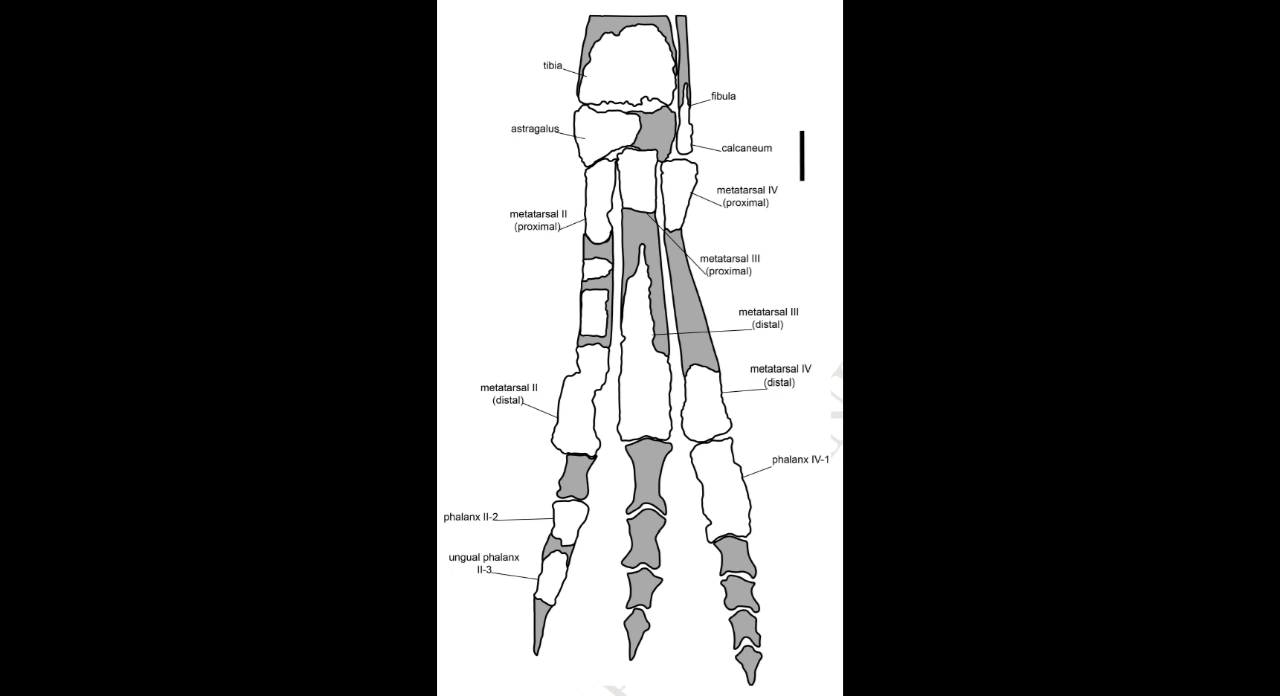 tibia
fibula
astragalus
calcaneum
metatarsal IV
(proximal)
metatarsal II
(proximal)
metatarsal III
(proximal)
metatarsal III
(distal)
metatarsal IV
(distal)
metatarsal II
(distal)
phalanx IV-1
phalanx II-2
ungual phalanx
II-3